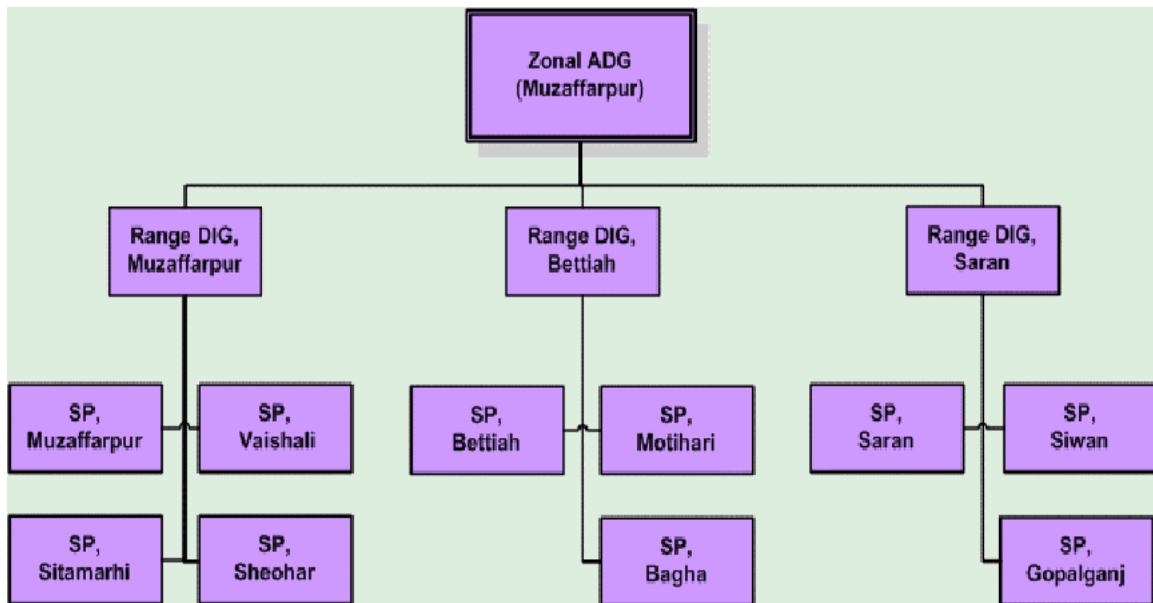 Zonal ADG
(Muzaffarpur)
Range DIG,
Muzaffarpur
Range DIG,
Bettiah
Range DIG,
Saran
SP,
Muzaffarpur
SP,
Vaishali
SP,
Bettiah
SP,
Motihari
SP,
Saran
SP,
Siwan
SP,
Sitamarhi
SP,
Sheohar
SP,
Bagha
SP,
Gopalganj